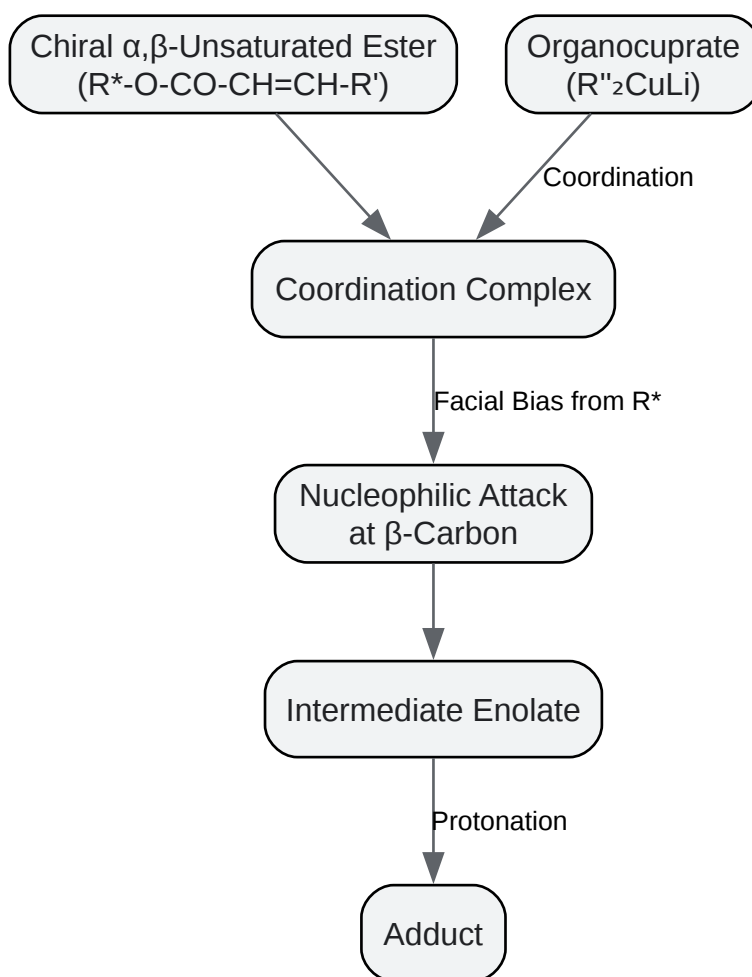 Chiral α,β-Unsaturated Ester
(R*-O-CO-CH=CH-R')
Organocuprate
(R"₂CuLi)
Coordination
Coordination Complex
Facial Bias from R*
Nucleophilic Attack
at β-Carbon
Intermediate Enolate
Protonation
Adduct